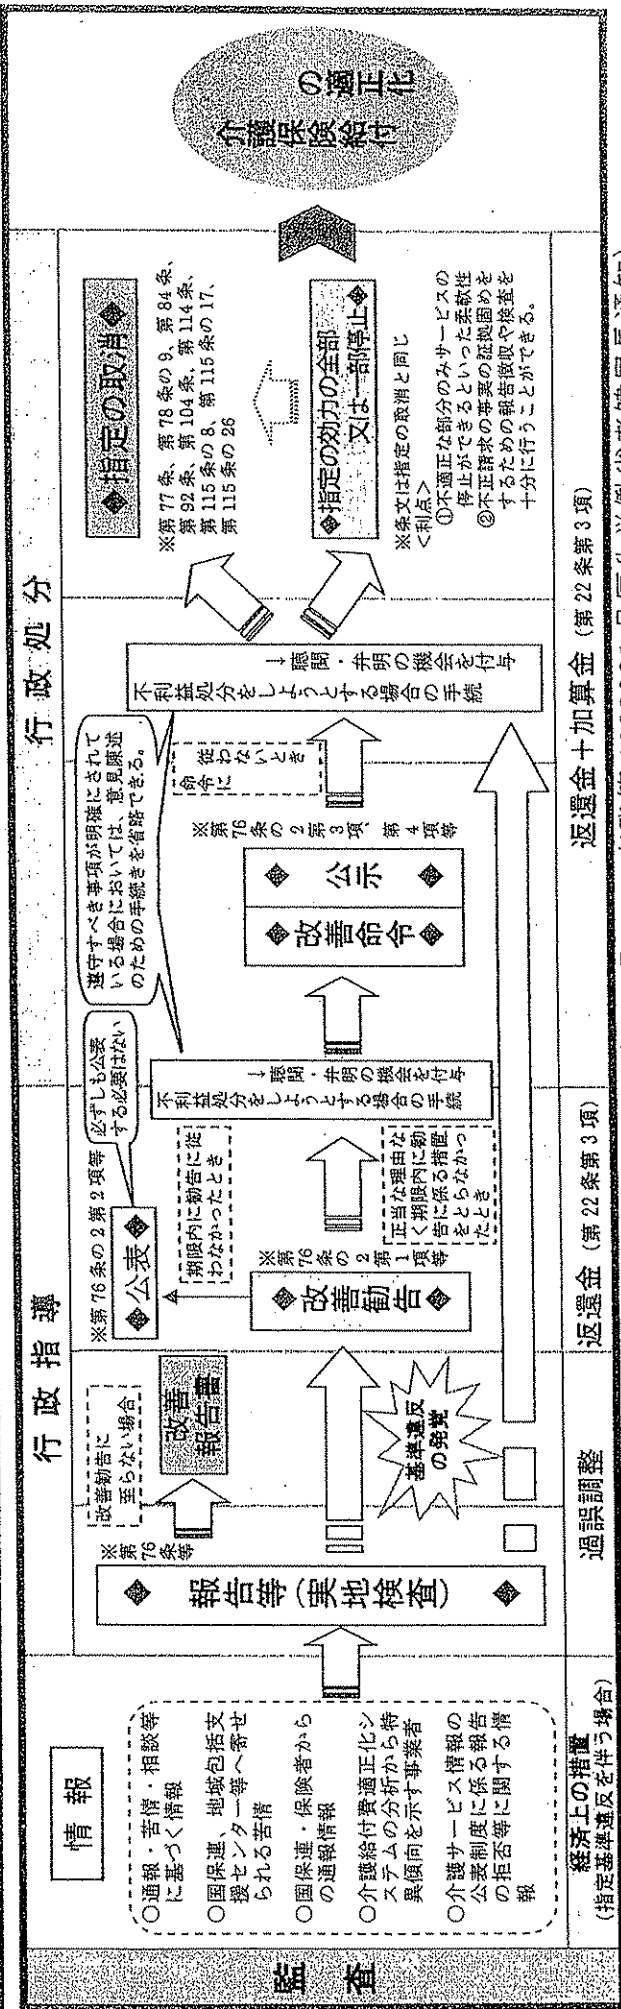 監査
情報
○通報・苦情・相談等
に基づく情報
○国保連、地域包括支
援センター等へ寄せ
られる苦情
○国保連・保険者から
の通報情報
○介護給付費適正化シ
ステムの分析から特
異傾向を示す事業者
○介護サービス情報の
公表制度に係る報告
の拒否等に関する情
報
行政指導
◆報告等(実地検査)◆
※第76条等
改善勧告に
至らない場合
改善
報告書
基準違反
の発覚
◆改善勧告◆
※第76条の2第1項等
◆公表◆
※第76条の2第2項等
必ずしも公表
する必要はない
期限内に勧告に従
わなかったとき
正当な理由な
く期限内に勧
告に係る措置
をとらなかっ
たとき
行政処分
不利益処分をしようとする場合の手続
→聴聞・弁明の機会を付与
遵守すべき事項が明確にされて
いる場合においては、意見陳述
のための手続きを省略できる。
◆改善命令◆
◆公示◆
※第76条の2第3項、第4項等
命令に
従わないとき
不利益処分をしようとする場合の手続
→聴聞・弁明の機会を付与
◆指定の取消◆
※第77条、第78条の9、第84条、
第92条、第104条、第114条、
第115条の8、第115条の17、
第115条の26
◆指定の効力の全部
又は一部停止◆
※条文は指定の取消と同じ
<利点>
①不適正な部分のみサービスの
停止ができるといった柔軟性
②不正請求の事実の証拠固めを
するための報告徴収や検査を
十分に行うことができる。
介護保険給付
の適正化
経済上の措置
(指定基準違反を伴う場合)
過誤調整
返還金(第22条第3項)
返還金+加算金(第22条第3項)